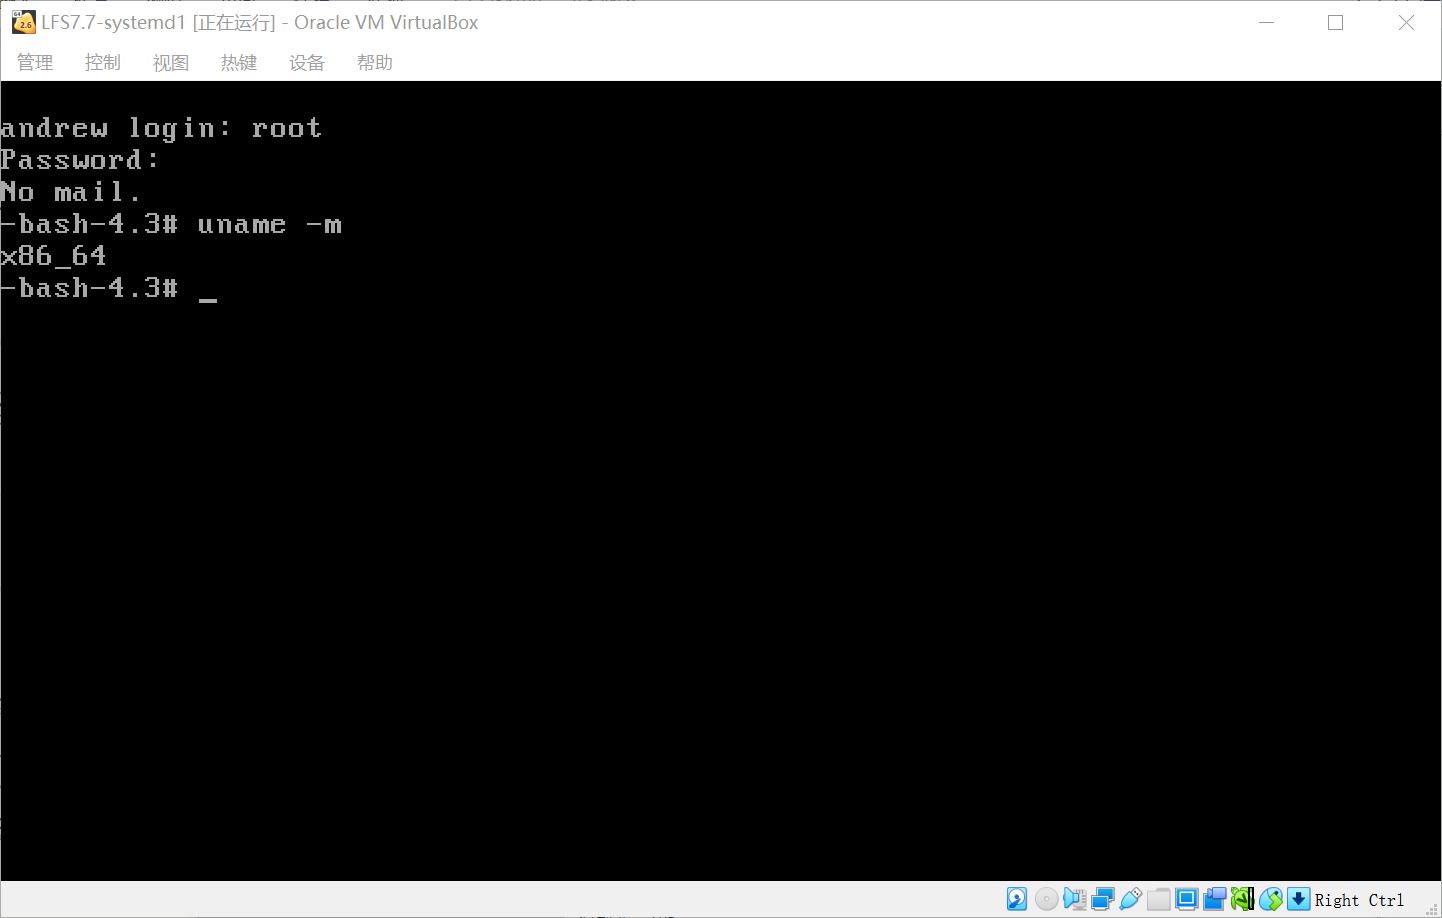 LFS7.7-systemd1 [正在运行] - Oracle VM VirtualBox
管理 控制 视图 热键 设备 帮助
andrew login: root
Password:
No mail.
-bash-4.3# uname -m
x86_64
-bash-4.3# _
Right Ctrl